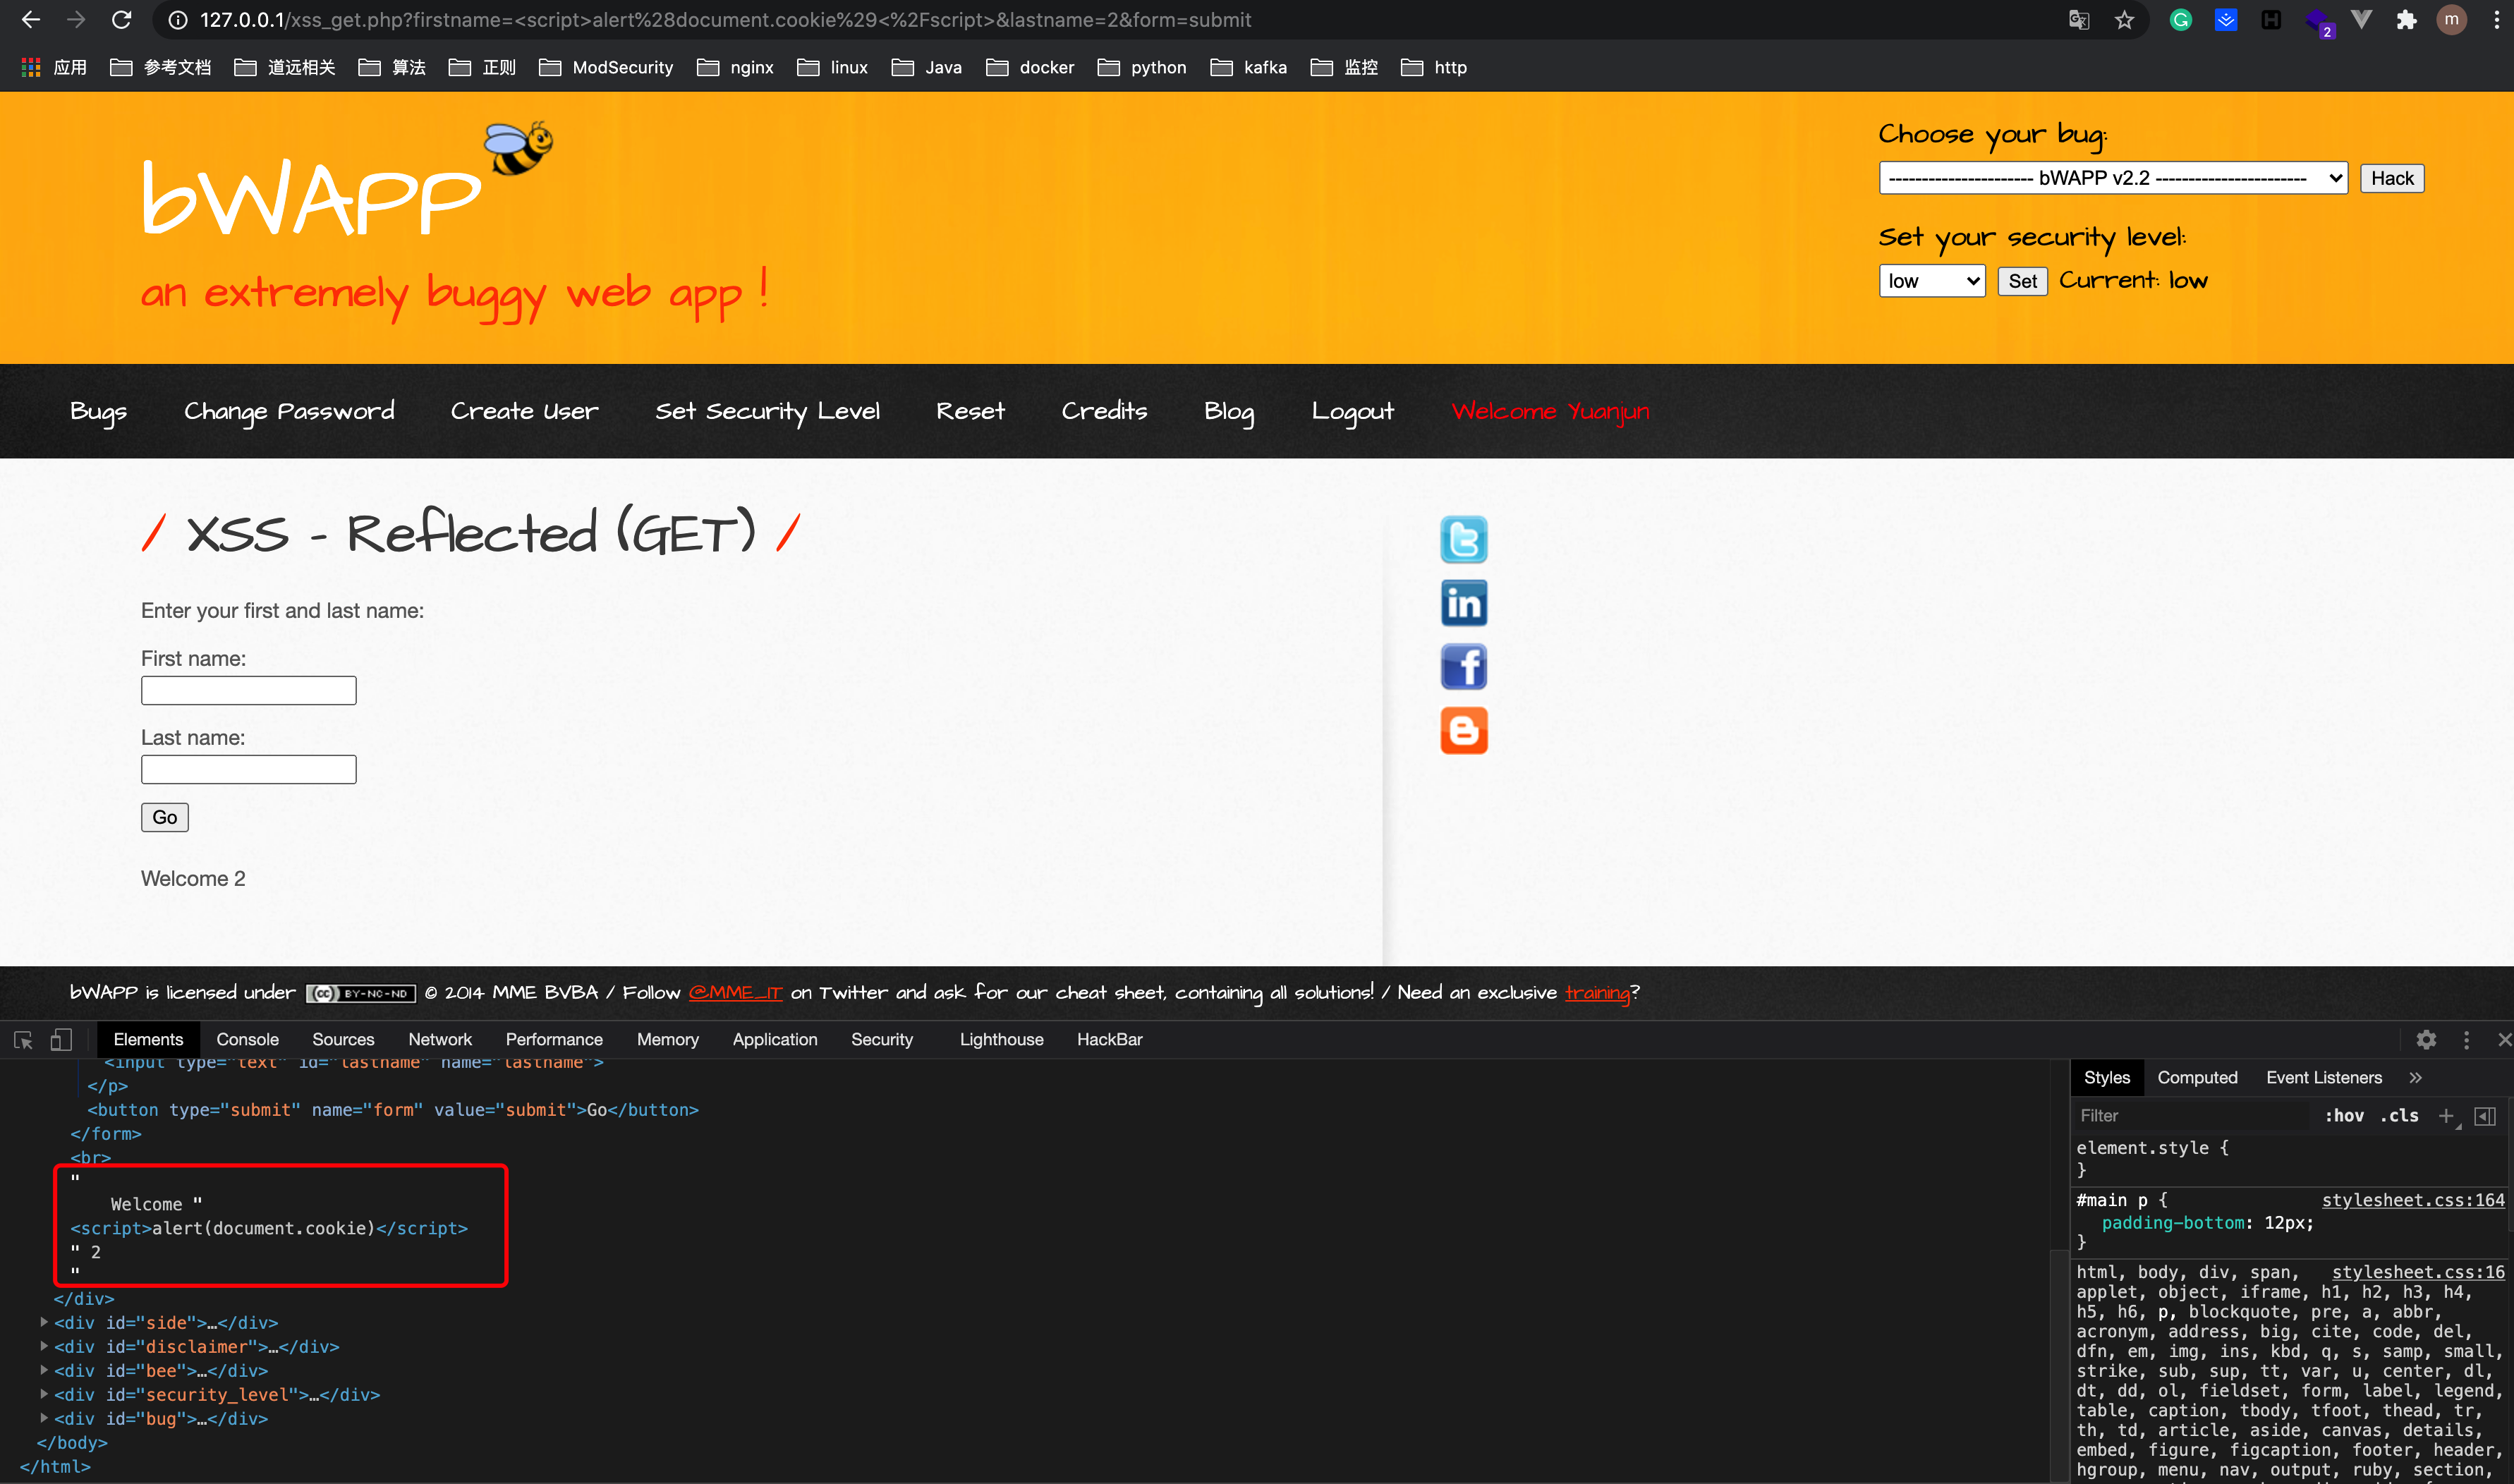 127.0.0.1/xss_get.php?firstname=<script>alert%28document.cookie%29<%2Fscript>&lastname=2&form=submit
2
m
应用 参考文档 道远相关 算法 正则 ModSecurity nginx linux Java docker python kafka 监控 http
bWAPP
an extremely buggy web app !
Choose your bug:
---------------------- bWAPP v2.2 ----------------------- Hack
Set your security level:
low Set Current: low
Bugs Change Password Create User Set Security Level Reset Credits Blog Logout Welcome Yuanjun
/ XSS - Reflected (GET) /
Enter your first and last name:
First name:
Last name:
Go
Welcome 2
bWAPP is licensed under (cc) BY-NC-ND © 2014 MME BVBA / Follow @MME_IT on Twitter and ask for our cheat sheet, containing all solutions! / Need an exclusive training?
Elements Console Sources Network Performance Memory Application Security Lighthouse HackBar
<input type="text" id="lastname" name="lastname">
</p>
<button type="submit" name="form" value="submit">Go</button>
</form>
<br>
"
Welcome "
<script>alert(document.cookie)</script>
" 2
"
</div>
<div id="side">…</div>
<div id="disclaimer">…</div>
<div id="bee">…</div>
<div id="security_level">…</div>
<div id="bug">…</div>
</body>
</html>
Styles Computed Event Listeners »
Filter :hov .cls +
element.style {
}
#main p { stylesheet.css:164
padding-bottom: 12px;
}
html, body, div, span, stylesheet.css:16
applet, object, iframe, h1, h2, h3, h4,
h5, h6, p, blockquote, pre, a, abbr,
acronym, address, big, cite, code, del,
dfn, em, img, ins, kbd, q, s, samp, small,
strike, sub, sup, tt, var, u, center, dl,
dt, dd, ol, fieldset, form, label, legend,
table, caption, tbody, tfoot, thead, tr,
th, td, article, aside, canvas, details,
embed, figure, figcaption, footer, header,
hgroup, menu, nav, output, ruby, section,